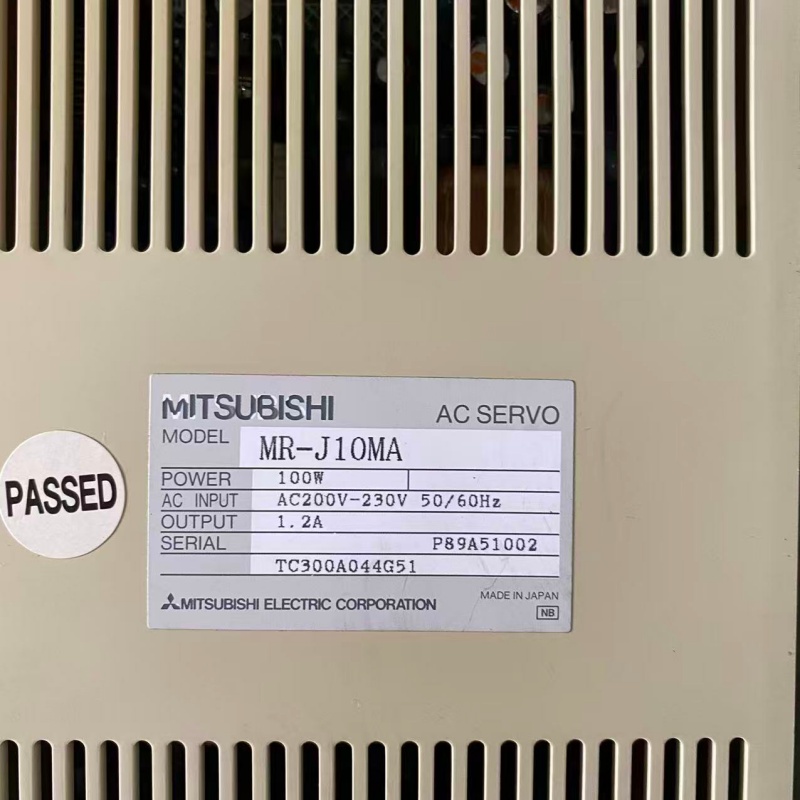 MITSUBISHI
AC SERVO
MODEL MR-J10MA
POWER 100W
AC INPUT AC200V-230V 50/60Hz
OUTPUT 1.2A
SERIAL P89A51002
TC300A044G51
MITSUBISHI ELECTRIC CORPORATION
MADE IN JAPAN
NB
PASSED